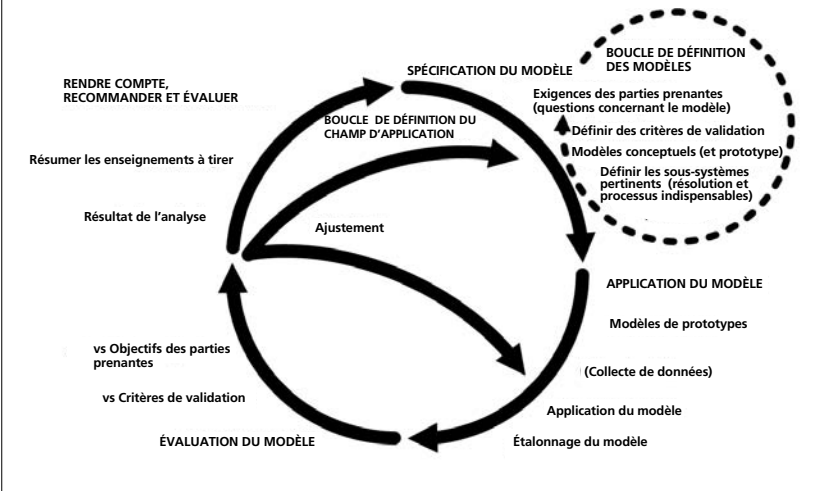 SPÉCIFICATION DU MODÈLE
BOUCLE DE DÉFINITION
DES MODÈLES
Exigences des parties prenantes
(questions concernant le modèle)
Définir des critères de validation
Modèles conceptuels (et prototype)
Définir les sous-systèmes
pertinents (résolution et
processus indispensables)
APPLICATION DU MODÈLE
Modèles de prototypes
(Collecte de données)
Application du modèle
Étalonnage du modèle
ÉVALUATION DU MODÈLE
vs Critères de validation
vs Objectifs des parties
prenantes
RENDRE COMPTE,
RECOMMANDER ET ÉVALUER
Résumer les enseignements à tirer
Résultat de l’analyse
BOUCLE DE DÉFINITION DU
CHAMP D’APPLICATION
Ajustement